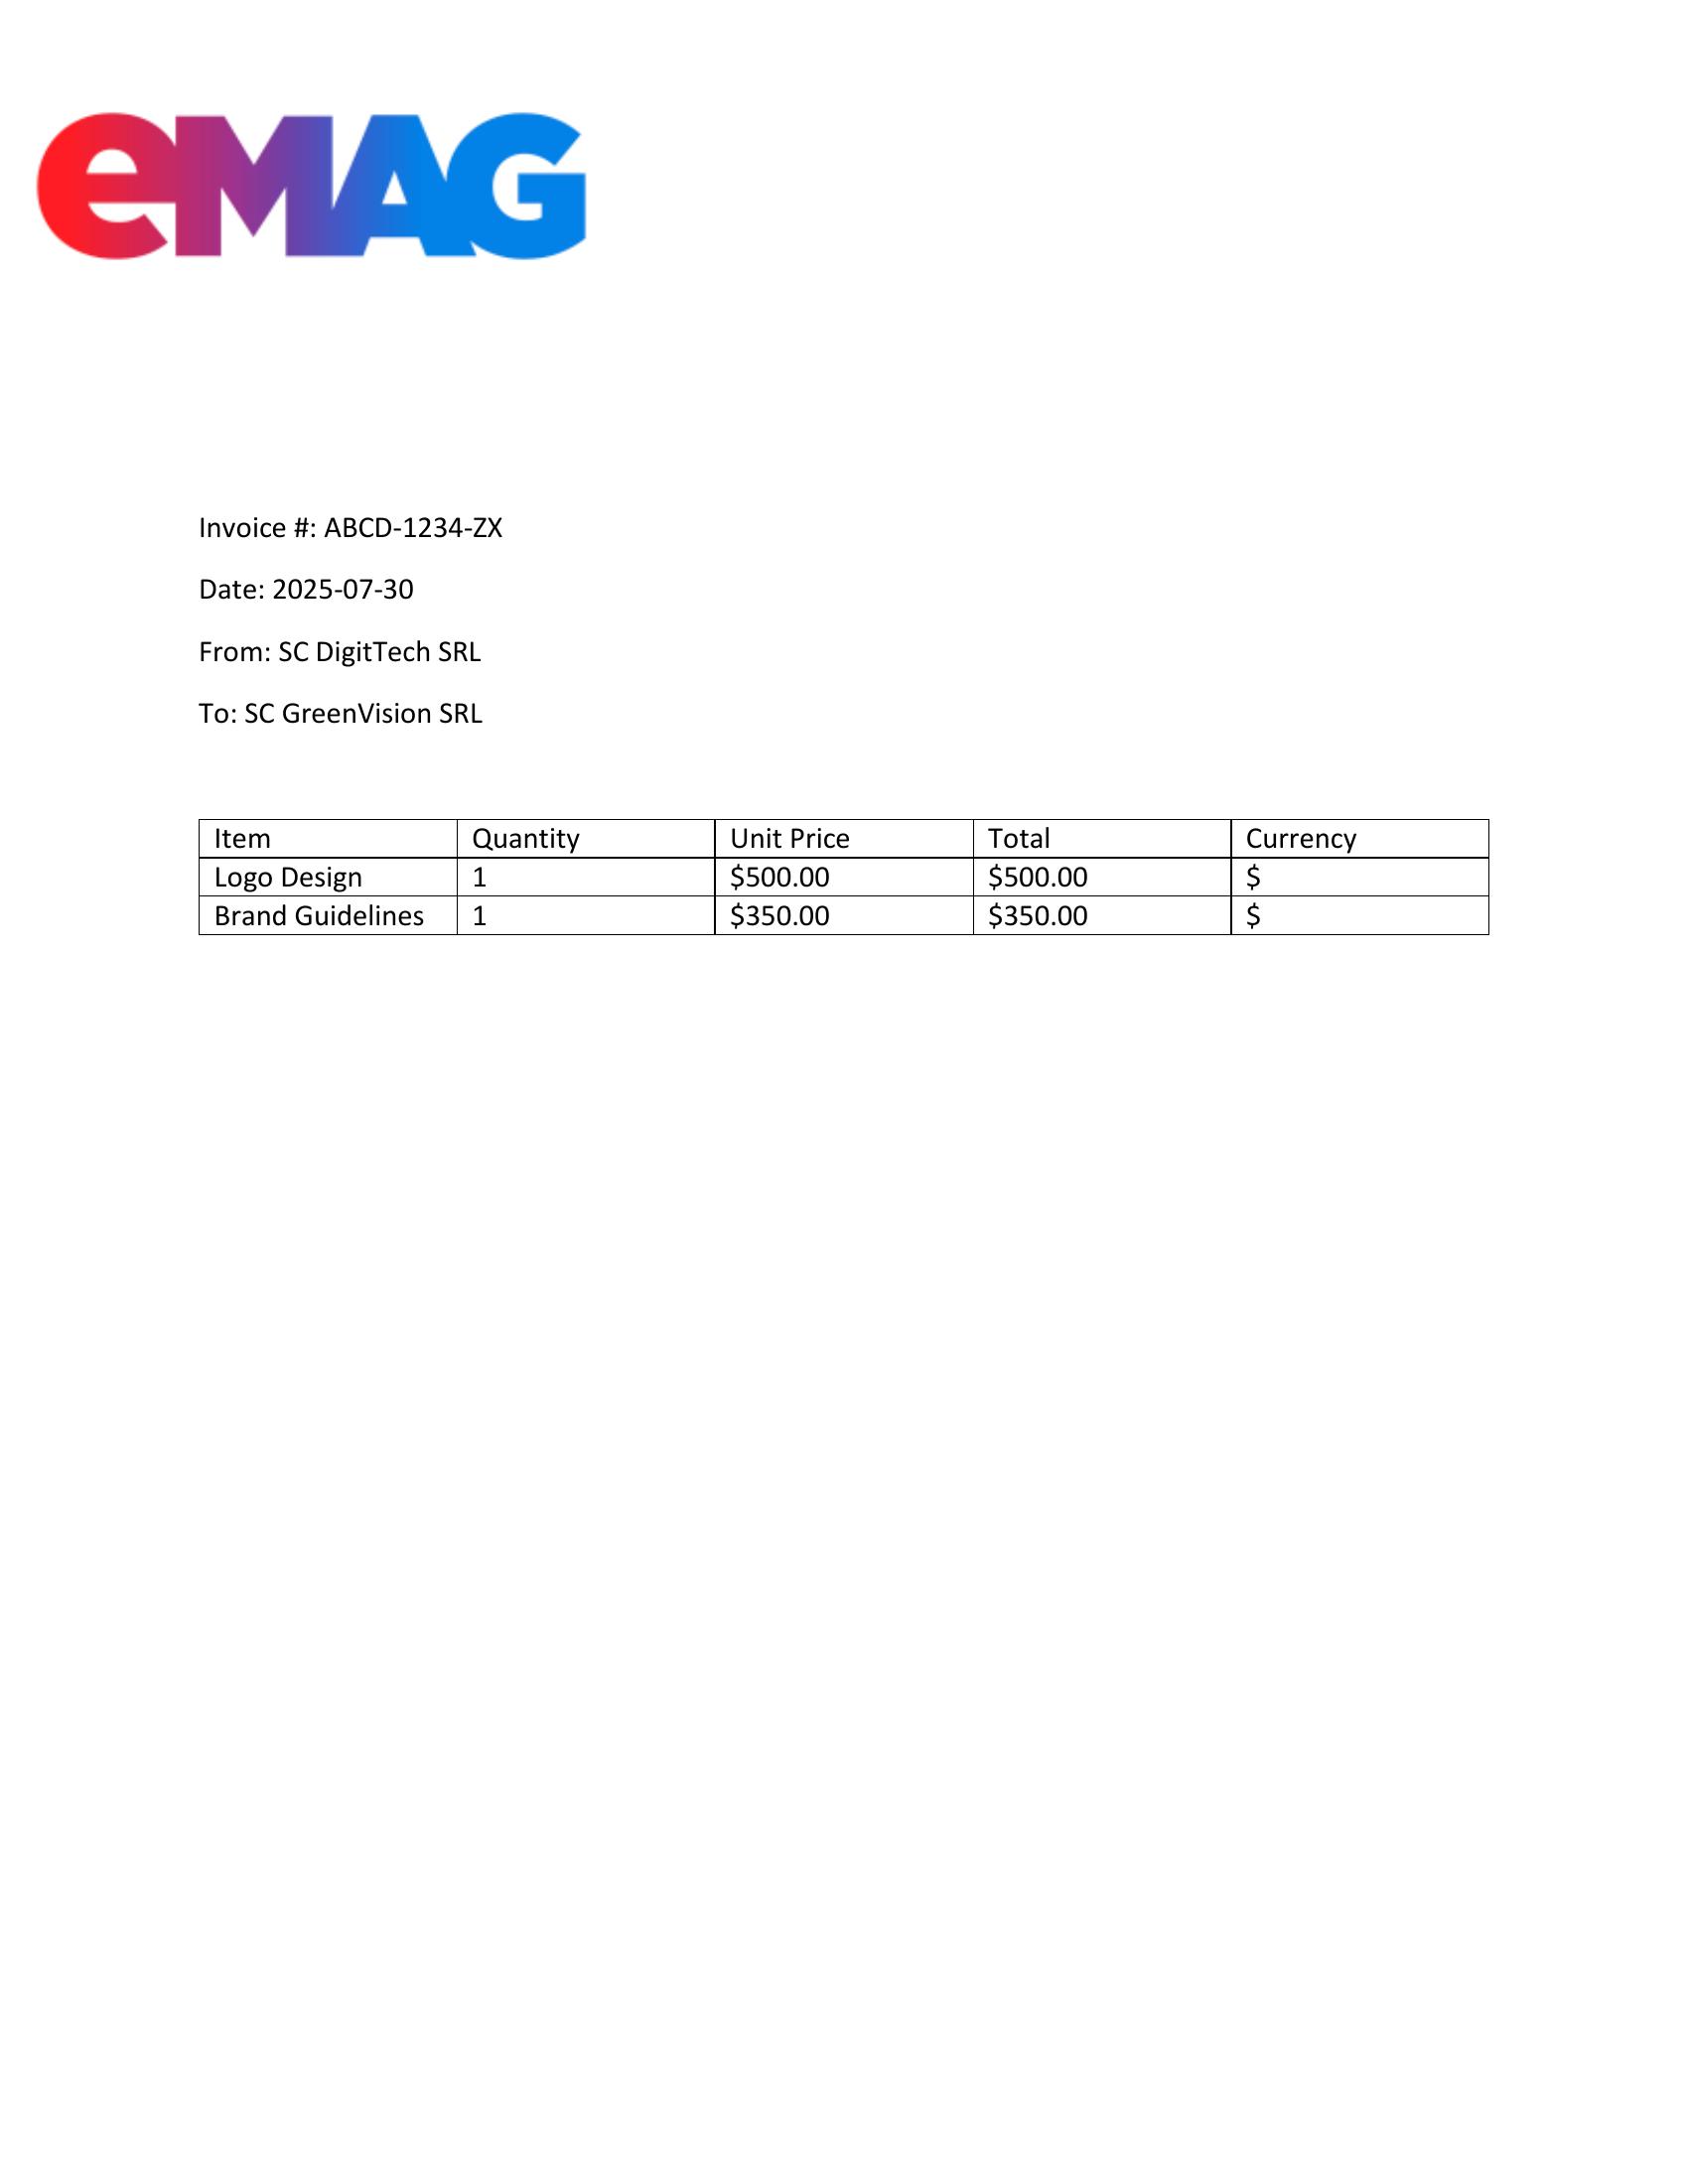 eMAG
Invoice #: ABCD-1234-ZX
Date: 2025-07-30
From: SC DigitTech SRL
To: SC GreenVision SRL
Item Quantity Unit Price Total Currency
Logo Design 1 $500.00 $500.00 $
Brand Guidelines 1 $350.00 $350.00 $